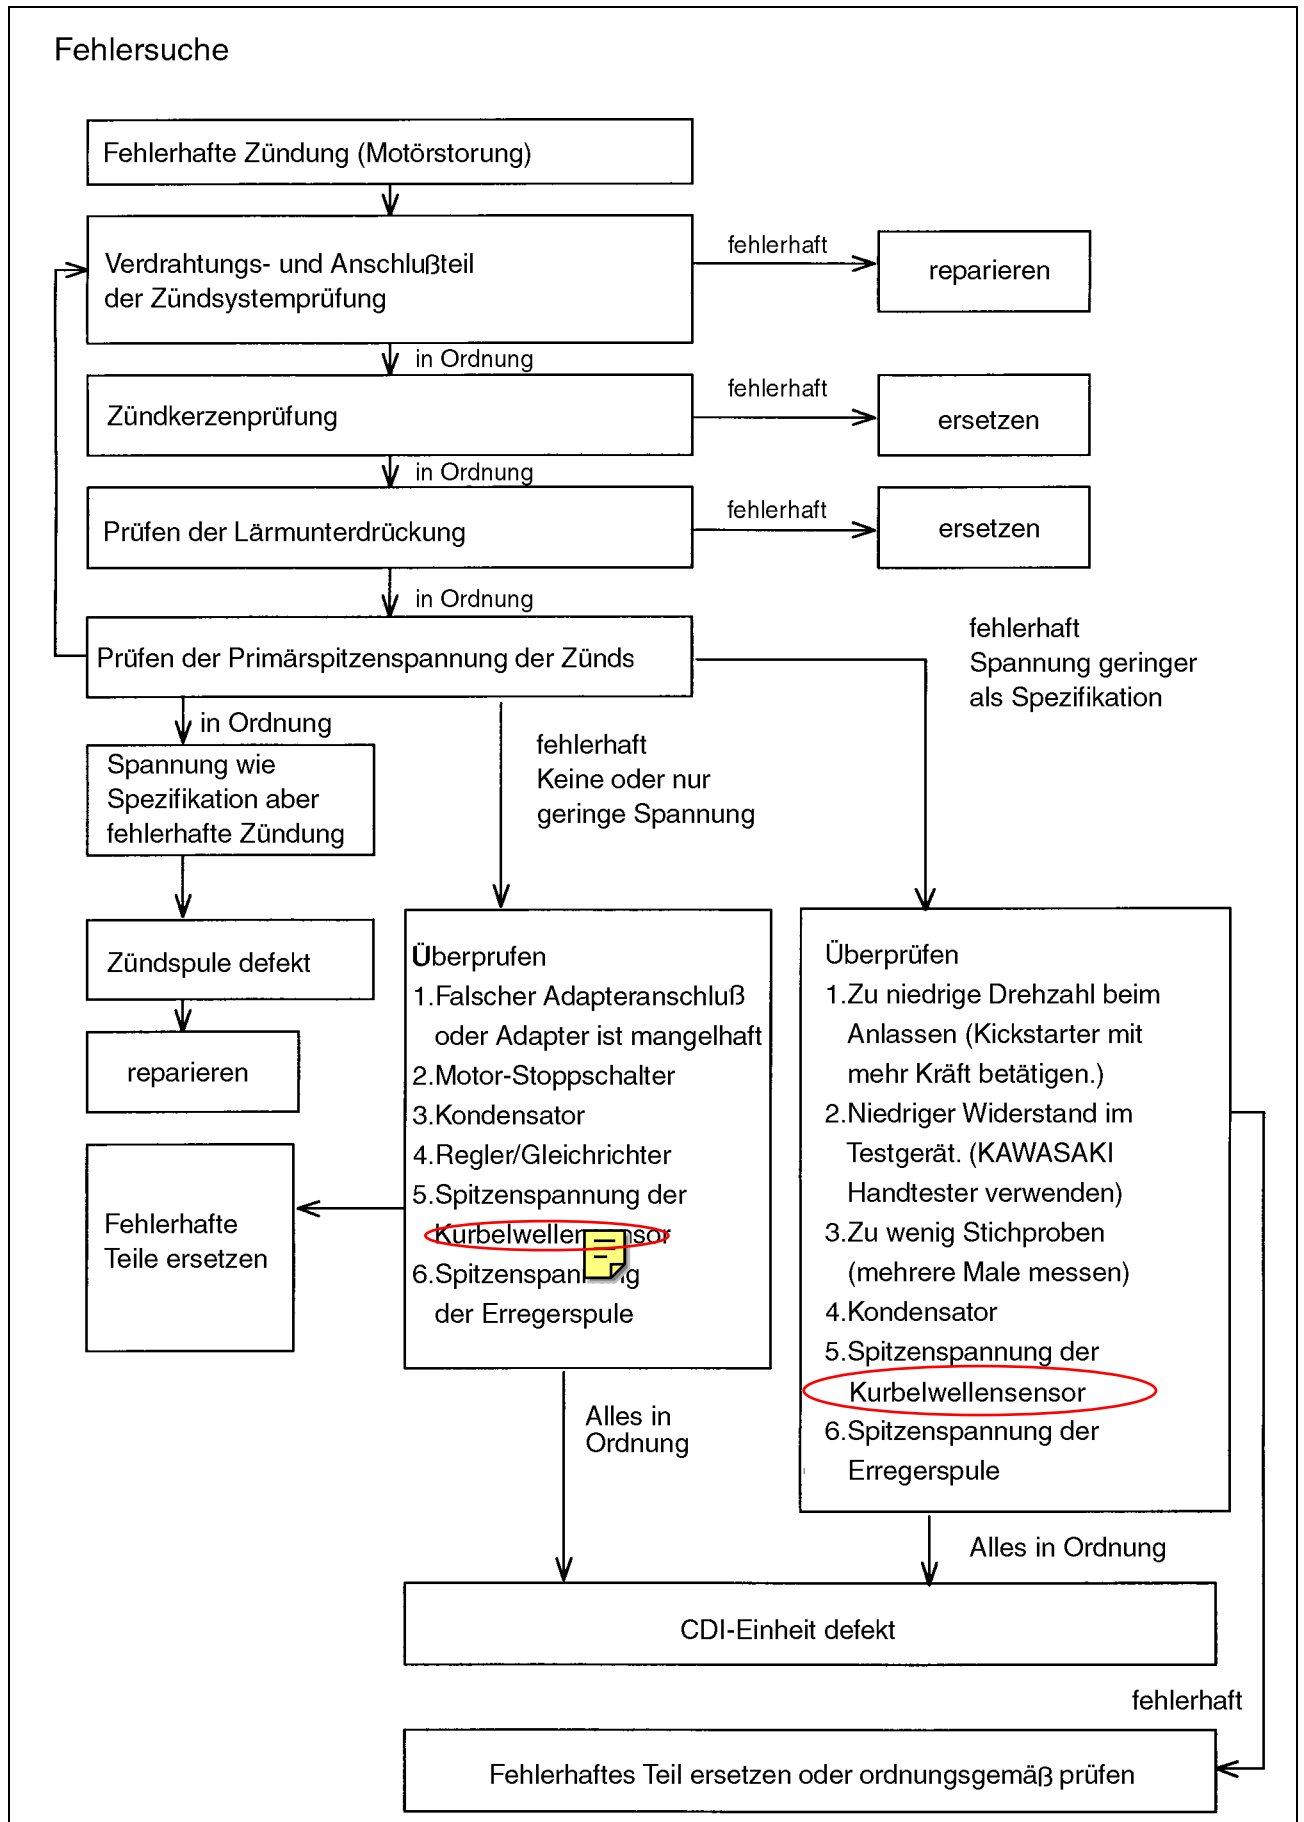 Fehlersuche
Fehlerhafte Zündung (Motörstorung)
Verdrahtungs- und Anschlußteil
der Zündsystemprüfung
fehlerhaft
reparieren
in Ordnung
Zündkerzenprüfung
fehlerhaft
ersetzen
in Ordnung
Prüfen der Lärmunterdrückung
fehlerhaft
ersetzen
in Ordnung
Prüfen der Primärspitzenspannung der Zünds
fehlerhaft
Spannung geringer
als Spezifikation
in Ordnung
Spannung wie
Spezifikation aber
fehlerhafte Zündung
fehlerhaft
Keine oder nur
geringe Spannung
Zündspule defekt
reparieren
Fehlerhafte
Teile ersetzen
Überprufen
1.Falscher Adapteranschluß
oder Adapter ist mangelhaft
2.Motor-Stoppschalter
3.Kondensator
4.Regler/Gleichrichter
5.Spitzenspannung der
Kurbelwellensensor
6.Spitzenspannung
der Erregerspule
Überprüfen
1.Zu niedrige Drehzahl beim
Anlassen (Kickstarter mit
mehr Kräft betätigen.)
2.Niedriger Widerstand im
Testgerät. (KAWASAKI
Handtester verwenden)
3.Zu wenig Stichproben
(mehrere Male messen)
4.Kondensator
5.Spitzenspannung der
Kurbelwellensensor
6.Spitzenspannung der
Erregerspule
Alles in
Ordnung
Alles in Ordnung
CDI-Einheit defekt
fehlerhaft
Fehlerhaftes Teil ersetzen oder ordnungsgemäß prüfen